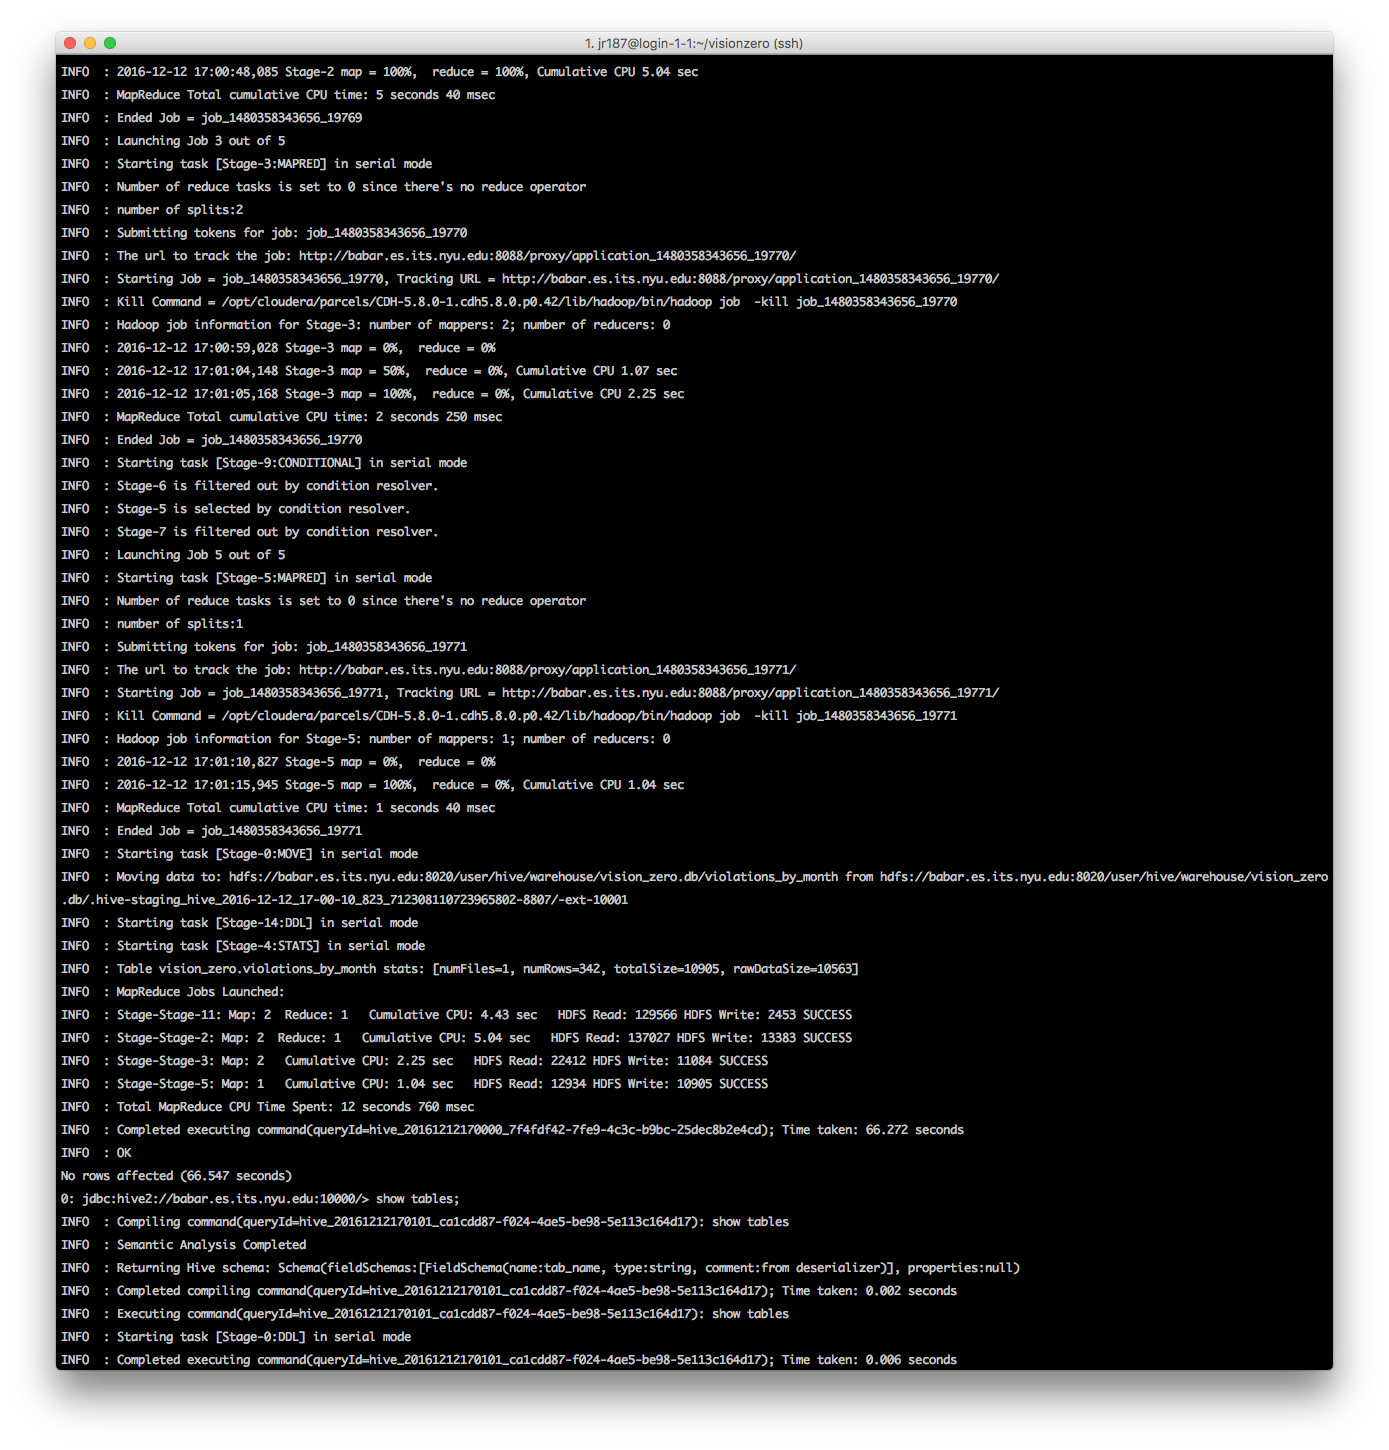 1. jr187@login-1-1:~/visionzero (ssh)
INFO  : 2016-12-12 17:00:48,085 Stage-2 map = 100%,  reduce = 100%, Cumulative CPU 5.04 sec
INFO  : MapReduce Total cumulative CPU time: 5 seconds 40 msec
INFO  : Ended Job = job_1480358343656_19769
INFO  : Launching Job 3 out of 5
INFO  : Starting task [Stage-3:MAPRED] in serial mode
INFO  : Number of reduce tasks is set to 0 since there's no reduce operator
INFO  : number of splits:2
INFO  : Submitting tokens for job: job_1480358343656_19770
INFO  : The url to track the job: http://babar.es.its.nyu.edu:8088/proxy/application_1480358343656_19770/
INFO  : Starting Job = job_1480358343656_19770, Tracking URL = http://babar.es.its.nyu.edu:8088/proxy/application_1480358343656_19770/
INFO  : Kill Command = /opt/cloudera/parcels/CDH-5.8.0-1.cdh5.8.0.p0.42/lib/hadoop/bin/hadoop job  -kill job_1480358343656_19770
INFO  : Hadoop job information for Stage-3: number of mappers: 2; number of reducers: 0
INFO  : 2016-12-12 17:00:59,028 Stage-3 map = 0%,  reduce = 0%
INFO  : 2016-12-12 17:01:04,148 Stage-3 map = 50%,  reduce = 0%, Cumulative CPU 1.07 sec
INFO  : 2016-12-12 17:01:05,168 Stage-3 map = 100%,  reduce = 0%, Cumulative CPU 2.25 sec
INFO  : MapReduce Total cumulative CPU time: 2 seconds 250 msec
INFO  : Ended Job = job_1480358343656_19770
INFO  : Starting task [Stage-9:CONDITIONAL] in serial mode
INFO  : Stage-6 is filtered out by condition resolver.
INFO  : Stage-5 is selected by condition resolver.
INFO  : Stage-7 is filtered out by condition resolver.
INFO  : Launching Job 5 out of 5
INFO  : Starting task [Stage-5:MAPRED] in serial mode
INFO  : Number of reduce tasks is set to 0 since there's no reduce operator
INFO  : number of splits:1
INFO  : Submitting tokens for job: job_1480358343656_19771
INFO  : The url to track the job: http://babar.es.its.nyu.edu:8088/proxy/application_1480358343656_19771/
INFO  : Starting Job = job_1480358343656_19771, Tracking URL = http://babar.es.its.nyu.edu:8088/proxy/application_1480358343656_19771/
INFO  : Kill Command = /opt/cloudera/parcels/CDH-5.8.0-1.cdh5.8.0.p0.42/lib/hadoop/bin/hadoop job  -kill job_1480358343656_19771
INFO  : Hadoop job information for Stage-5: number of mappers: 1; number of reducers: 0
INFO  : 2016-12-12 17:01:10,827 Stage-5 map = 0%,  reduce = 0%
INFO  : 2016-12-12 17:01:15,945 Stage-5 map = 100%,  reduce = 0%, Cumulative CPU 1.04 sec
INFO  : MapReduce Total cumulative CPU time: 1 seconds 40 msec
INFO  : Ended Job = job_1480358343656_19771
INFO  : Starting task [Stage-0:MOVE] in serial mode
INFO  : Moving data to: hdfs://babar.es.its.nyu.edu:8020/user/hive/warehouse/vision_zero.db/violations_by_month from hdfs://babar.es.its.nyu.edu:8020/user/hive/warehouse/vision_zero
.db/.hive-staging_hive_2016-12-12_17-00-10_823_712308110723965802-8807/-ext-10001
INFO  : Starting task [Stage-14:DDL] in serial mode
INFO  : Starting task [Stage-4:STATS] in serial mode
INFO  : Table vision_zero.violations_by_month stats: [numFiles=1, numRows=342, totalSize=10905, rawDataSize=10563]
INFO  : MapReduce Jobs Launched:
INFO  : Stage-Stage-11: Map: 2  Reduce: 1   Cumulative CPU: 4.43 sec   HDFS Read: 129566 HDFS Write: 2453 SUCCESS
INFO  : Stage-Stage-2: Map: 2  Reduce: 1   Cumulative CPU: 5.04 sec   HDFS Read: 137027 HDFS Write: 13383 SUCCESS
INFO  : Stage-Stage-3: Map: 2   Cumulative CPU: 2.25 sec   HDFS Read: 22412 HDFS Write: 11084 SUCCESS
INFO  : Stage-Stage-5: Map: 1   Cumulative CPU: 1.04 sec   HDFS Read: 12934 HDFS Write: 10905 SUCCESS
INFO  : Total MapReduce CPU Time Spent: 12 seconds 760 msec
INFO  : Completed executing command(queryId=hive_20161212170000_7f4fdf42-7fe9-4c3c-b9bc-25dec8b2e4cd); Time taken: 66.272 seconds
INFO  : OK
No rows affected (66.547 seconds)
0: jdbc:hive2://babar.es.its.nyu.edu:10000/> show tables;
INFO  : Compiling command(queryId=hive_20161212170101_ca1cdd87-f024-4ae5-be98-5e113c164d17): show tables
INFO  : Semantic Analysis Completed
INFO  : Returning Hive schema: Schema(fieldSchemas:[FieldSchema(name:tab_name, type:string, comment:from deserializer)], properties:null)
INFO  : Completed compiling command(queryId=hive_20161212170101_ca1cdd87-f024-4ae5-be98-5e113c164d17); Time taken: 0.002 seconds
INFO  : Executing command(queryId=hive_20161212170101_ca1cdd87-f024-4ae5-be98-5e113c164d17): show tables
INFO  : Starting task [Stage-0:DDL] in serial mode
INFO  : Completed executing command(queryId=hive_20161212170101_ca1cdd87-f024-4ae5-be98-5e113c164d17); Time taken: 0.006 seconds